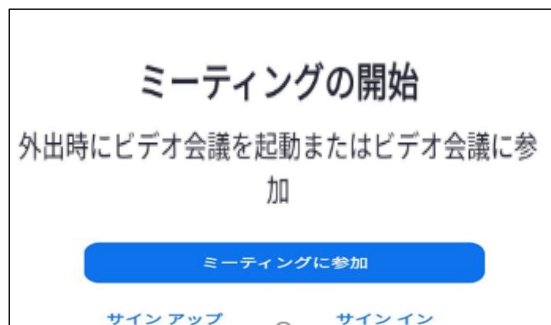 ミーティングの開始
外出時にビデオ会議を起動またはビデオ会議に参
加
ミーティングに参加
サイン アップ
サイン イン